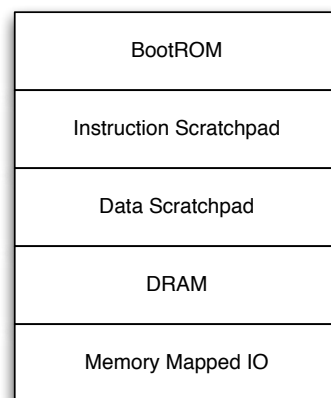 BootROM
Instruction Scratchpad
Data Scratchpad
DRAM
Memory Mapped IO